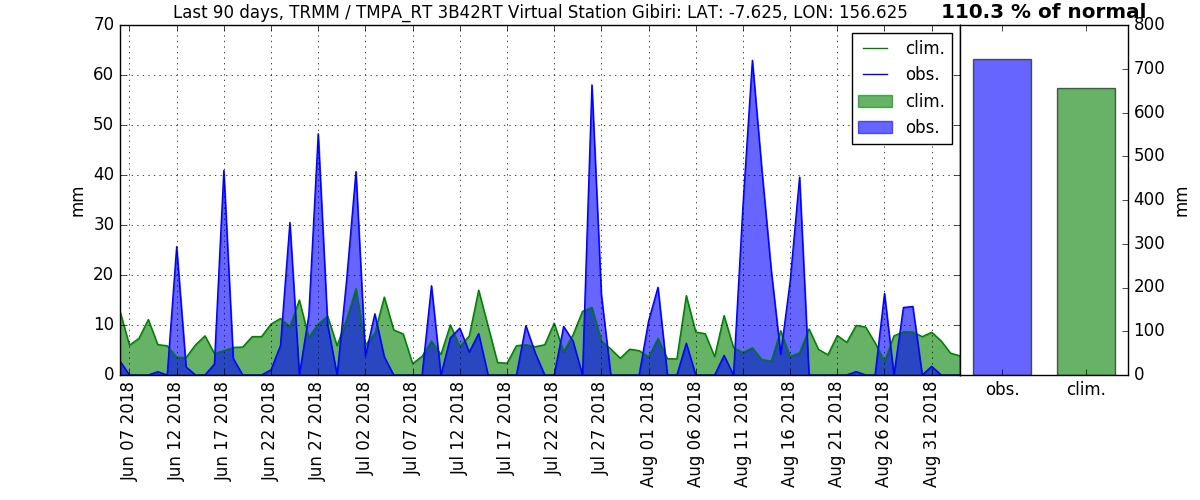 Last 90 days, TRMM / TMPA_RT 3B42RT Virtual Station Gibiri: LAT: -7.625, LON: 156.625
110.3 % of normal
70
60
50
40
30
20
10
0
mm
clim.
obs.
clim.
obs.
Jun 07 2018
Jun 12 2018
Jun 17 2018
Jun 22 2018
Jun 27 2018
Jul 02 2018
Jul 07 2018
Jul 12 2018
Jul 17 2018
Jul 22 2018
Jul 27 2018
Aug 01 2018
Aug 06 2018
Aug 11 2018
Aug 16 2018
Aug 21 2018
Aug 26 2018
Aug 31 2018
800
700
600
500
400
300
200
100
0
mm
obs.
clim.